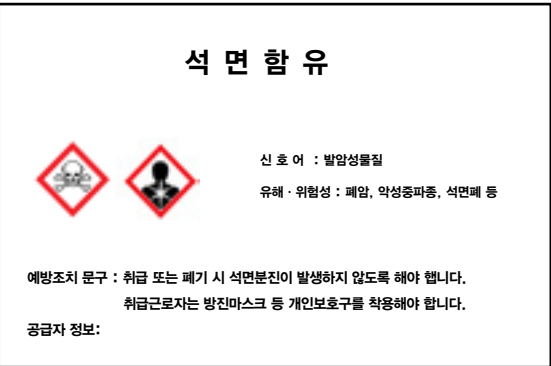 석 면 함 유
신 호 어 : 발암성물질
유해 · 위험성 : 폐암, 악성중파종, 석면폐 등
예방조치 문구 : 취급 또는 폐기 시 석면분진이 발생하지 않도록 해야 햅니다.
취급근로자는 방진마스크 등 개인보호구를 착용해야 합니다.
공급자 정보: